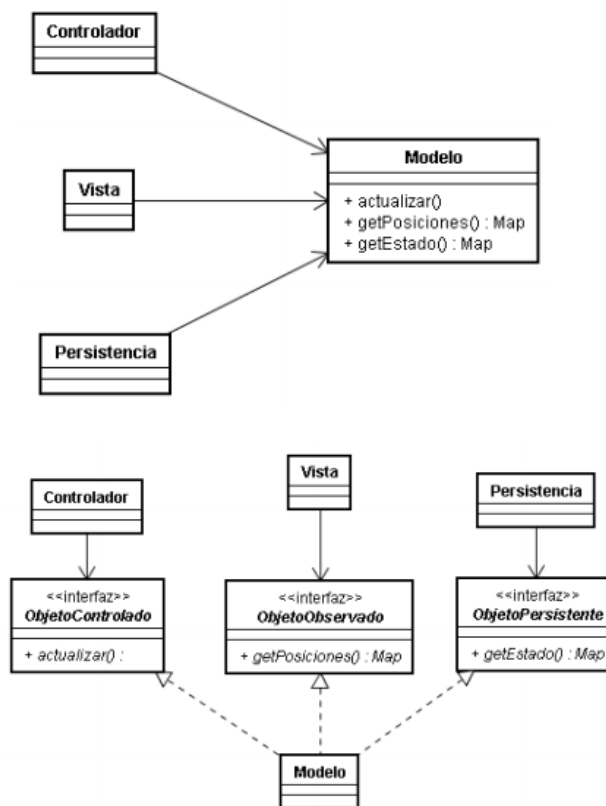 Controlador
Modelo
+ actualizar()
+ getPosiciones() : Map
+ getEstado() : Map
Vista
Persistencia
Controlador
Vista
Persistencia
<<interfaz>>
ObjetoControlado
+ actualizar() :
<<interfaz>>
ObjetoObservado
+ getPosiciones() : Map
<<interfaz>>
ObjetoPersistente
+ getEstado() : Map
Modelo